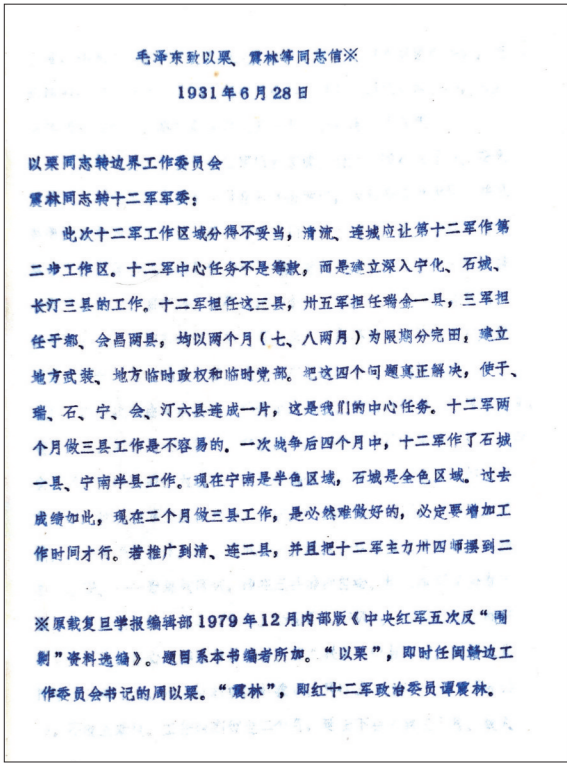 毛泽东致以栗、震林等同志信※
1931年6月28日
以栗同志转边界工作委员会
震林同志转十二军军委：
此次十二军工作区域分得不妥当，清流、连城应让第十二军作第
二步工作区。十二军中心任务不是筹款，而是建立深入宁化、石城、
长汀三县的工作。十二军担任这三县，卅五军担任瑞金一县，三军担
任于都、会昌两县，均以两个月（七、八两月）为限期分完田，建立
地方武装、地方临时政权和临时党部。把这四个问题真正解决，使于、
瑞、石、宁、会、汀六县连成一片，这是我们的中心任务。十二军两
个月做三县工作是不容易的。一次战争后四个月中，十二军作了石城
一县、宁南半县工作。现在宁南是半色区域，石城是全色区域。过去
成绩如此，现在二个月做三县工作，是必然难做好的，必定要增加工
作时间才行。若推广到清、连二县，并且把十二军主力卅四师摆到二
※原载复旦学报编辑部1979年12月内部版《中央红军五次反“围
剿”资料选编》。题目系本书编者所加。“以栗”，即时任闽赣边工
作委员会书记的周以栗。“震林”，即红十二军政治委员谭震林。